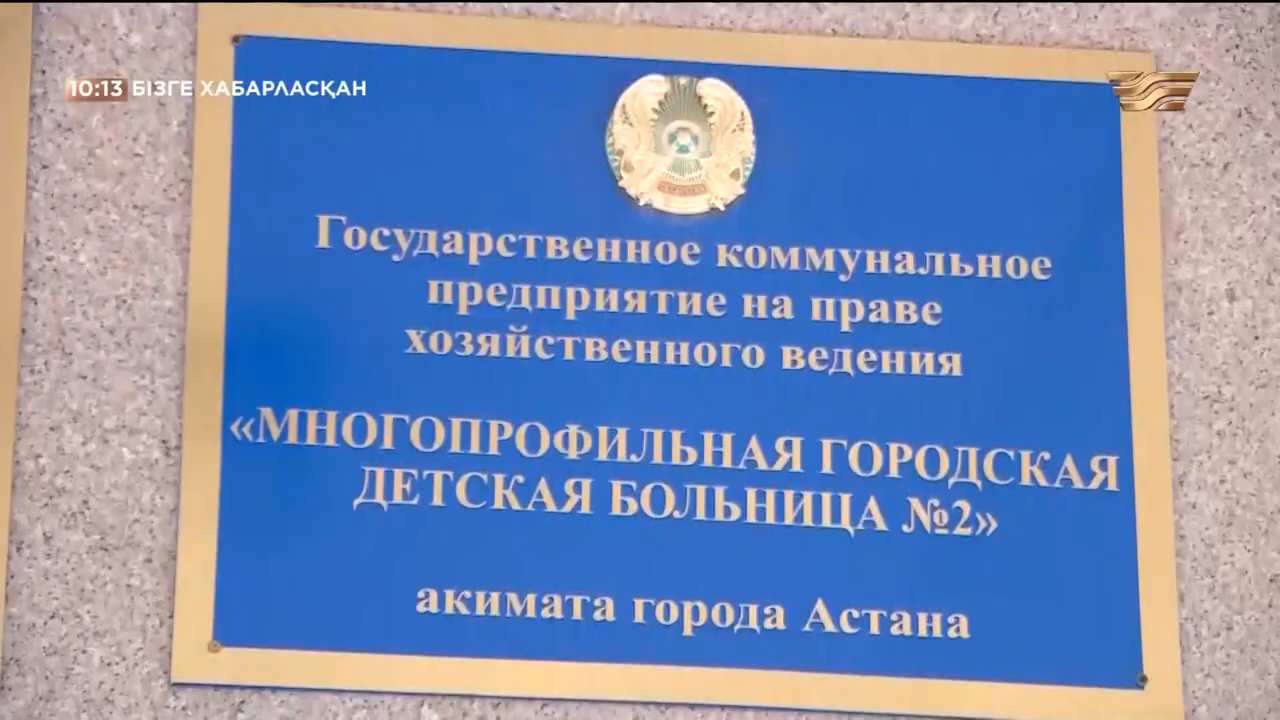 10:13 БІЗГЕ ХАБАРЛАСҚАН
Государственное коммунальное
предприятие на праве
хозяйственного ведения
«МНОГОПРОФИЛЬНАЯ ГОРОДСКАЯ
ДЕТСКАЯ БОЛЬНИЦА №2»
акимата города Астана